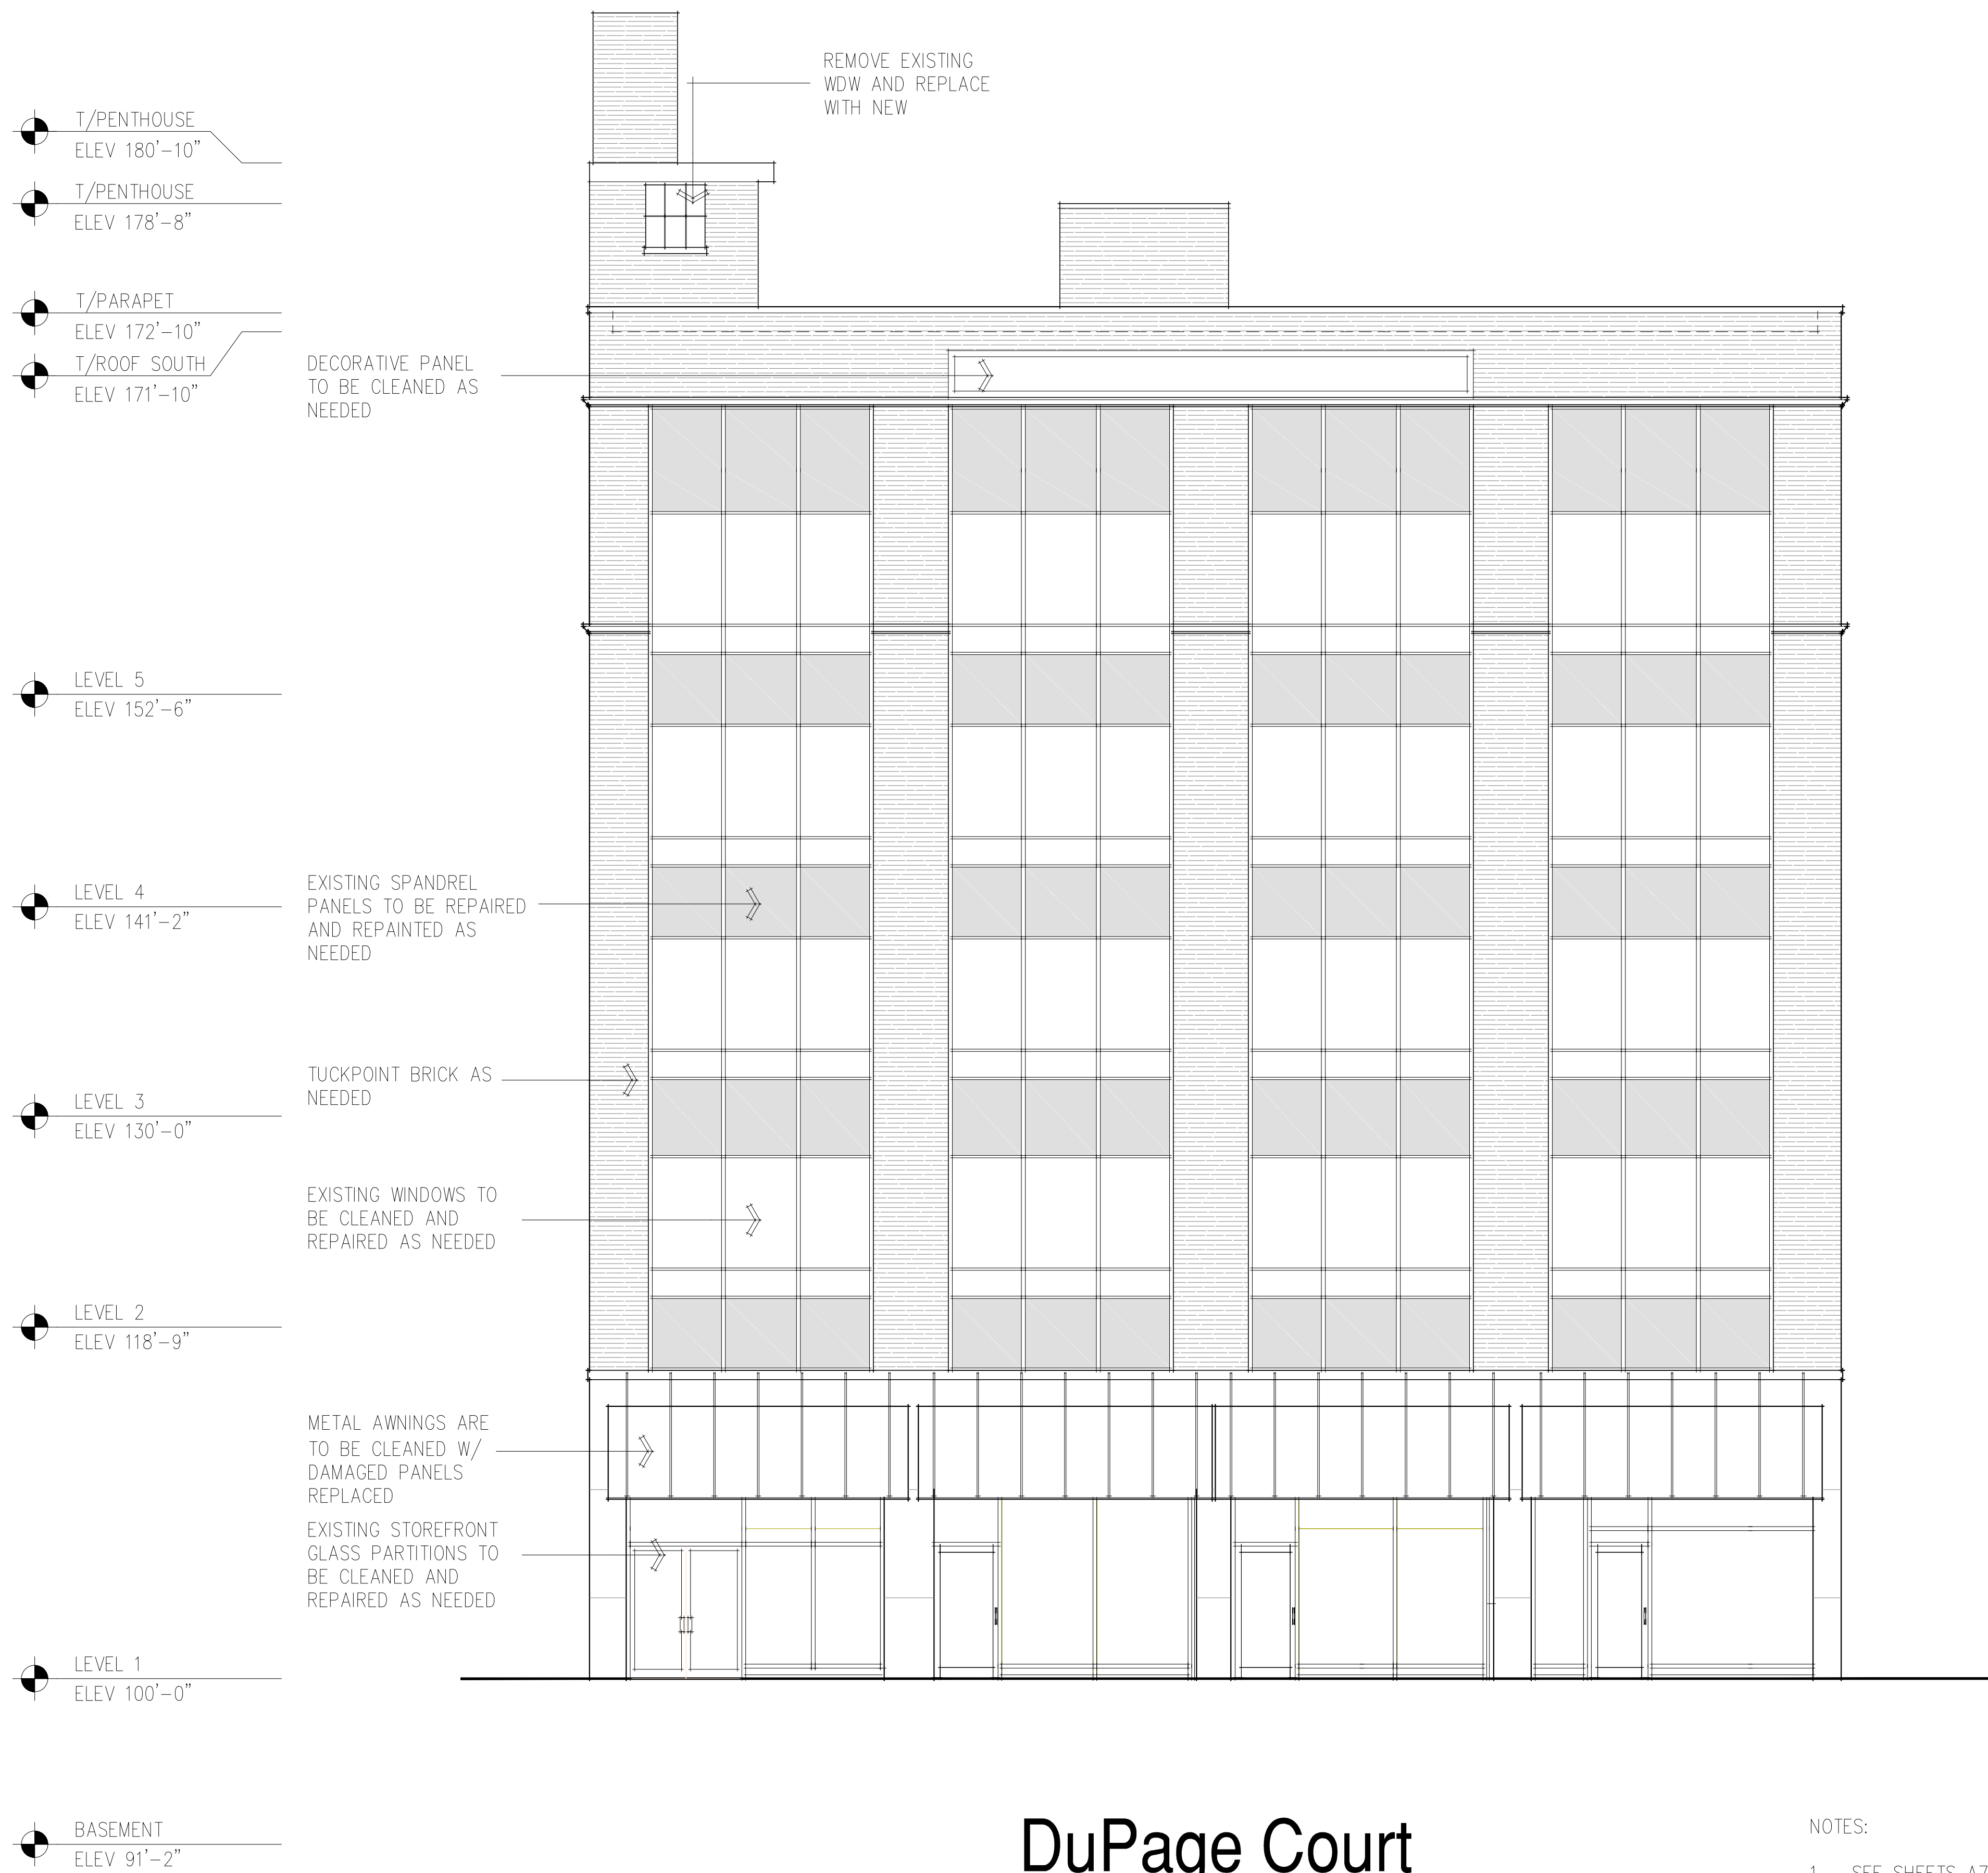 REMOVE EXISTING
WDW AND REPLACE
WITH NEW
T/PENTHOUSE
ELEV 180'-10"
T/PENTHOUSE
ELEV 178'-8"
T/PARAPET
ELEV 172'-10"
T/ROOF SOUTH
ELEV 171'-10"
DECORATIVE PANEL
TO BE CLEANED AS
NEEDED
LEVEL 5
ELEV 152'-6"
LEVEL 4
ELEV 141'-2"
EXISTING SPANDREL
PANELS TO BE REPAIRED
AND REPAINTED AS
NEEDED
TUCKPOINT BRICK AS
NEEDED
LEVEL 3
ELEV 130'-0"
EXISTING WINDOWS TO
BE CLEANED AND
REPAIRED AS NEEDED
LEVEL 2
ELEV 118'-9"
METAL AWNINGS ARE
TO BE CLEANED W/
DAMAGED PANELS
REPLACED
EXISTING STOREFRONT
GLASS PARTITIONS TO
BE CLEANED AND
REPAIRED AS NEEDED
LEVEL 1
ELEV 100'-0"
BASEMENT
ELEV 91'-2"
DuPage Court
NOTES:
1 SEE SHEETS A7